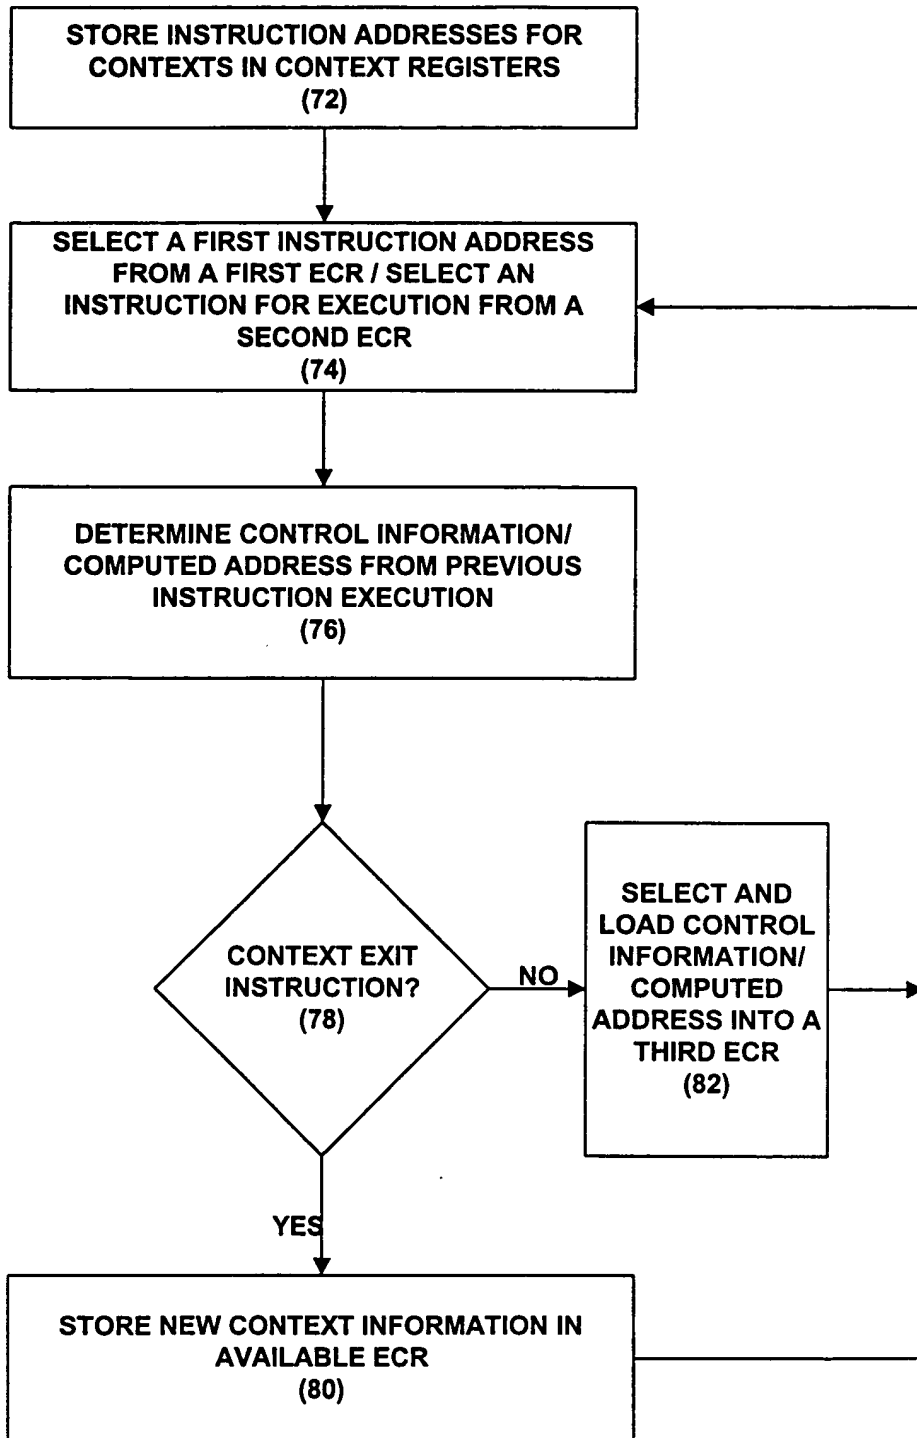 STORE INSTRUCTION ADDRESSES FOR
CONTEXTS IN CONTEXT REGISTERS
(72)
SELECT A FIRST INSTRUCTION ADDRESS
FROM A FIRST ECR / SELECT AN
INSTRUCTION FOR EXECUTION FROM A
SECOND ECR
(74)
DETERMINE CONTROL INFORMATION/
COMPUTED ADDRESS FROM PREVIOUS
INSTRUCTION EXECUTION
(76)
CONTEXT EXIT
INSTRUCTION?
(78)
NO
SELECT AND
LOAD CONTROL
INFORMATION/
COMPUTED
ADDRESS INTO A
THIRD ECR
(82)
YES
STORE NEW CONTEXT INFORMATION IN
AVAILABLE ECR
(80)